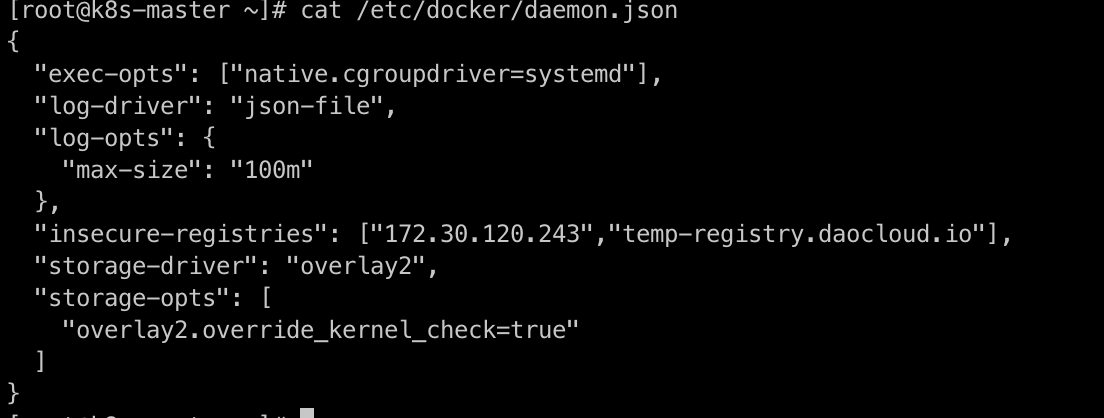 [root@k8s-master ~]# cat /etc/docker/daemon.json
{
  "exec-opts": ["native.cgroupdriver=systemd"],
  "log-driver": "json-file",
  "log-opts": {
    "max-size": "100m"
  },
  "insecure-registries": ["172.30.120.243","temp-registry.daocloud.io"],
  "storage-driver": "overlay2",
  "storage-opts": [
    "overlay2.override_kernel_check=true"
  ]
}